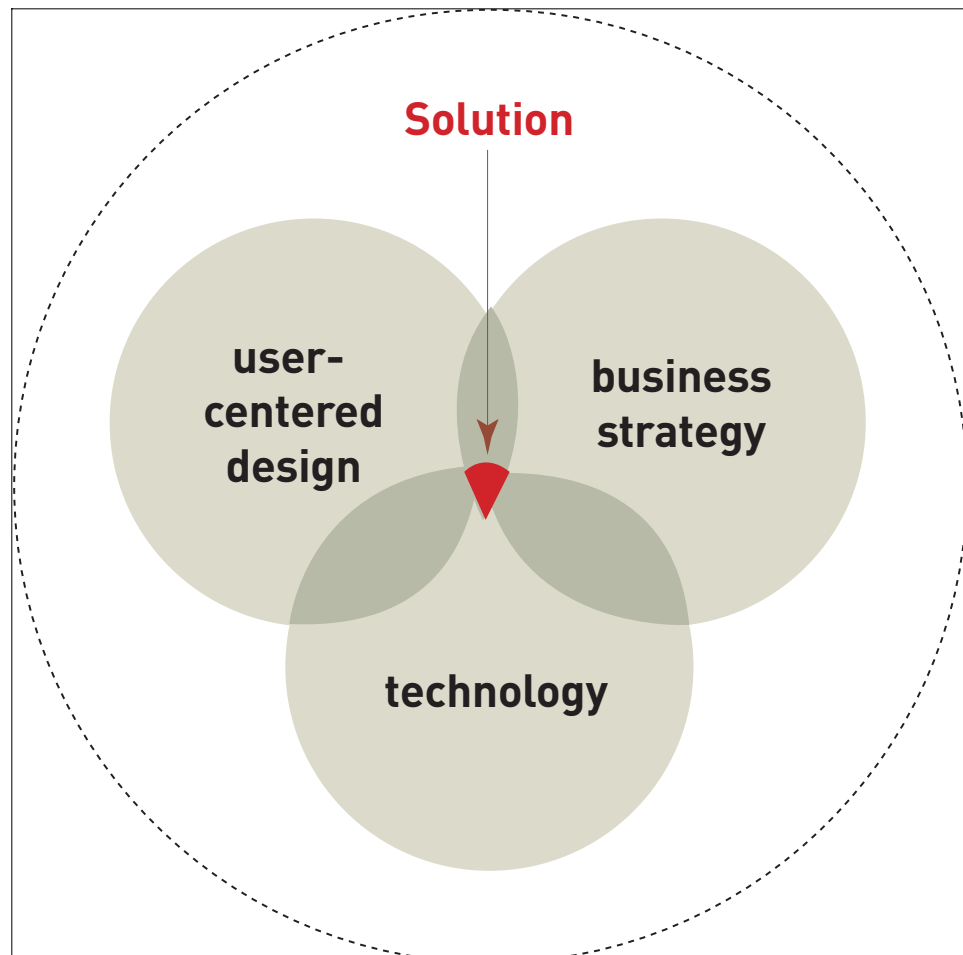 Solution
user-
centered
design
business
strategy
technology